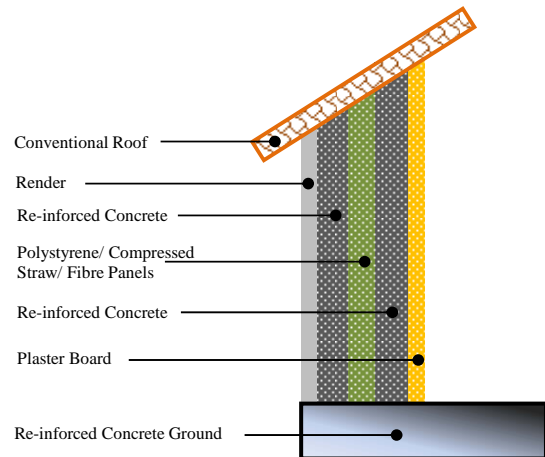 Conventional Roof
Render
Re-inforced Concrete
Polystyrene/ Compressed
Straw/ Fibre Panels
Re-inforced Concrete
Plaster Board
Re-inforced Concrete Ground